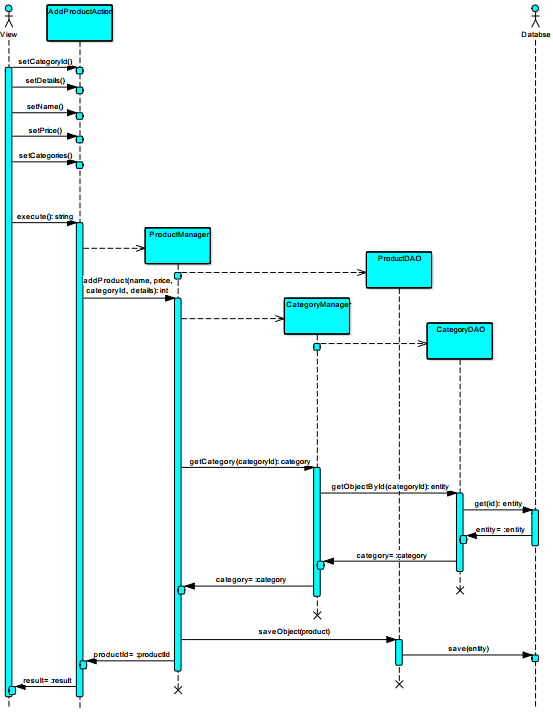 View
AddProductAction
Databse
setCategoryId()
setDetails()
setName()
setPrice()
setCategories()
execute(): string
ProductManager
ProductDAO
addProduct(name, price,
categoryId, details): int
CategoryManager
CategoryDAO
getCategory(categoryId): category
getObjectById(categoryId): entity
get(id): entity
entity= :entity
category= :category
category= :category
saveObject(product)
save(entity)
productId= :productId
result= :result